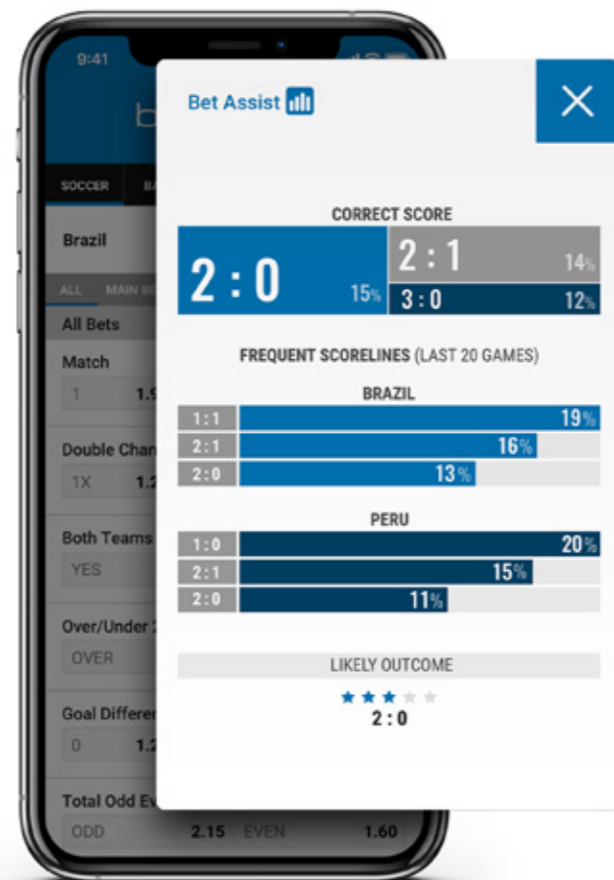 9:41
Bet Assist
SOCCER
Brazil
ALL MAIN
All Bets
Match
1
Double
1X
Both Teams
YES
Over/Under
OVER
Goal
0
Total Odd
ODD 2.15 EVEN 1.60
CORRECT SCORE
2 : 0 15%
2 : 1 14%
3 : 0 12%
FREQUENT SCORELINES (LAST 20 GAMES)
BRAZIL
1:1 19%
2:1 16%
2:0 13%
PERU
1:0 20%
2:1 15%
2:0 11%
LIKELY OUTCOME
2 : 0